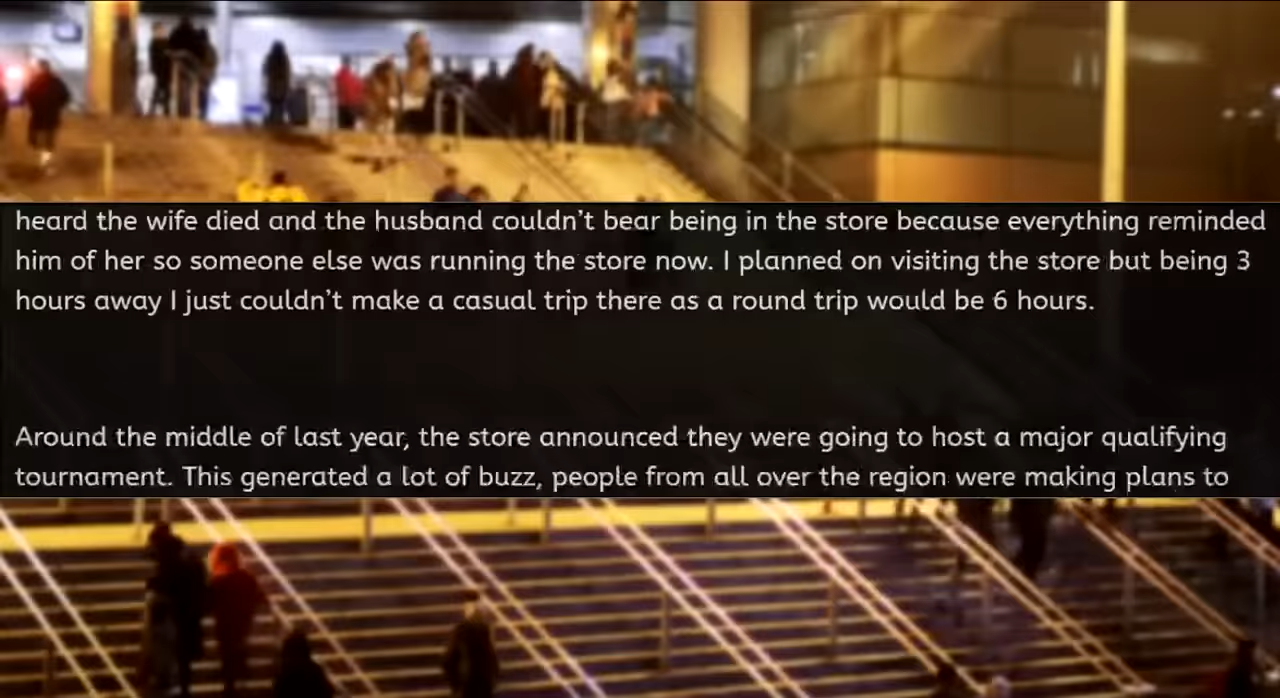 heard the wife died and the husband couldn’t bear being in the store because everything reminded
him of her so someone else was running the store now. I planned on visiting the store but being 3
hours away I just couldn’t make a casual trip there as a round trip would be 6 hours.
Around the middle of last year, the store announced they were going to host a major qualifying
tournament. This generated a lot of buzz, people from all over the region were making plans to